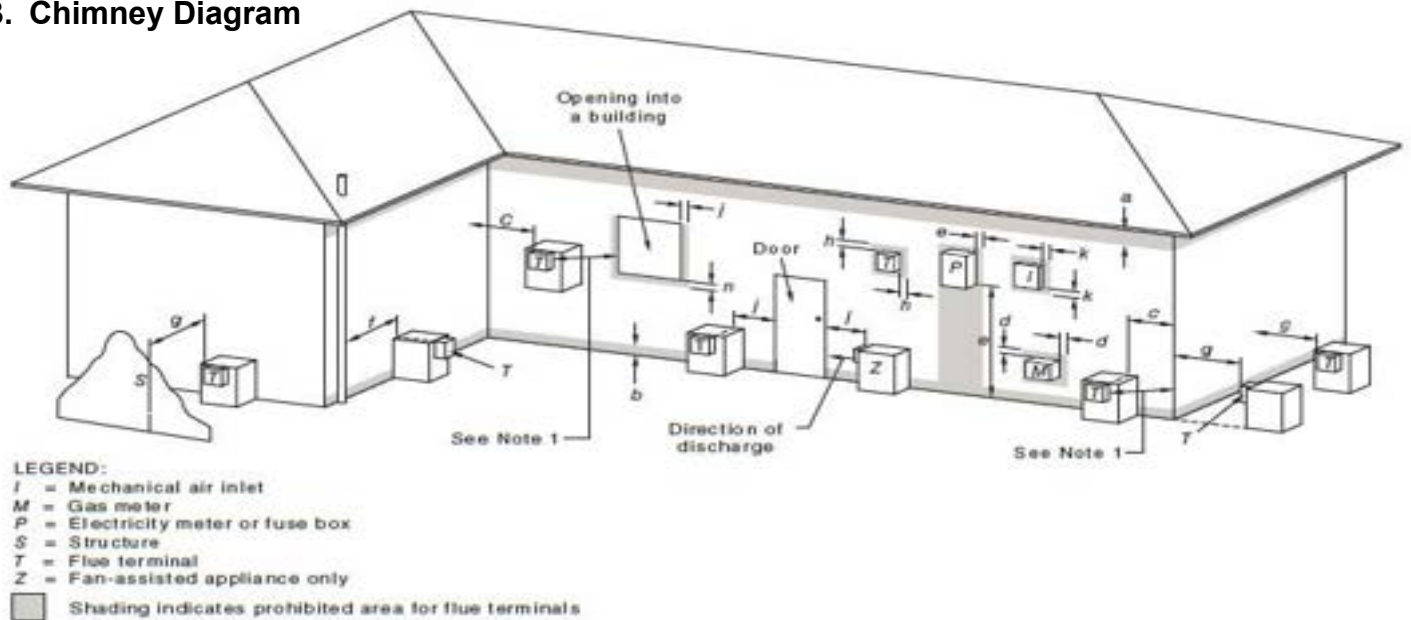 . Chimney Diagram
Opening into
a building
a
j
c
T
n
h
T
h
Door
e
P
k
I
k
d
d
M
e
c
T
g
c
T
T
j
T
j
Z
b
g
S
T
T
See Note 1
Direction of
discharge
See Note 1
LEGEND:
I = Mechanical air inlet
M = Gas meter
P = Electricity meter or fuse box
S = Structure
T = Flue terminal
Z = Fan-assisted appliance only
Shading indicates prohibited area for flue terminals